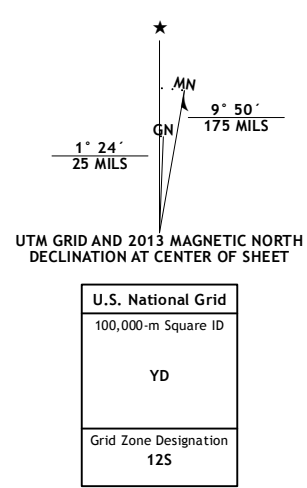 ★
MN
9° 50´
175 MILS
GN
1° 24´
25 MILS
UTM GRID AND 2013 MAGNETIC NORTH
DECLINATION AT CENTER OF SHEET
U.S. National Grid
100,000-m Square ID
YD
Grid Zone Designation
12S